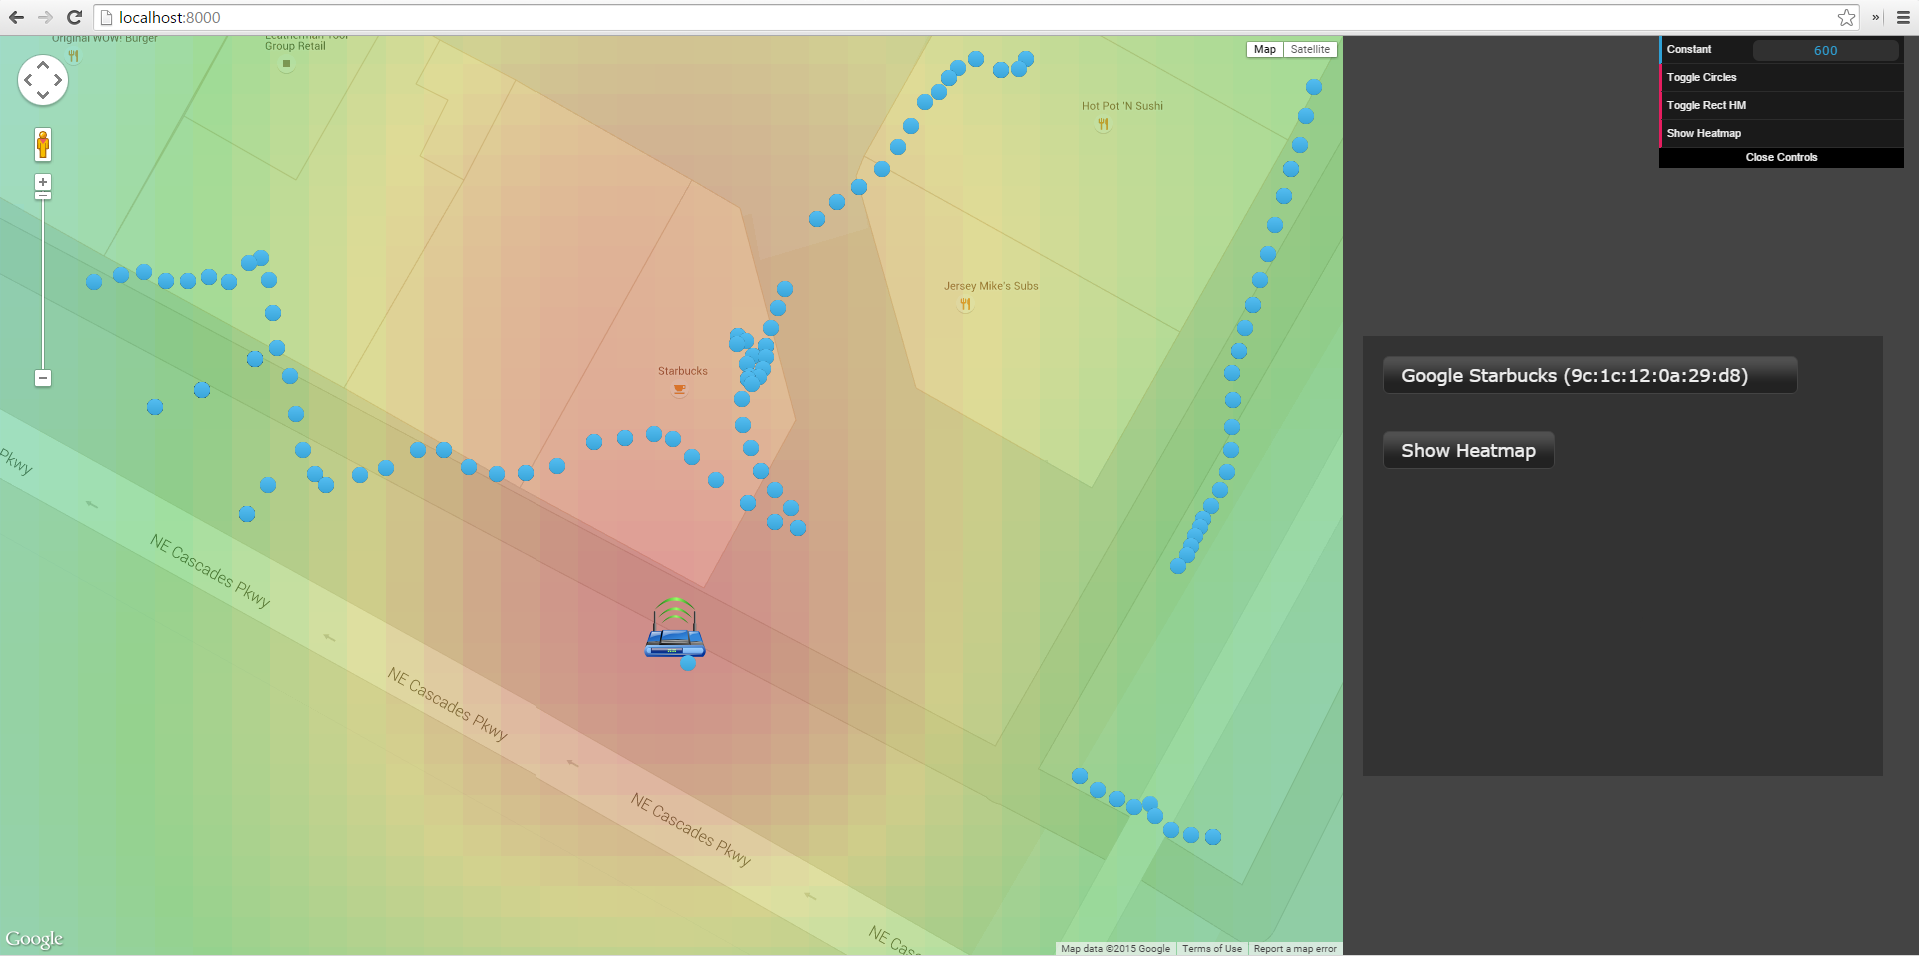 localhost:8000
»
Original WOW! Burger
Leatherman Tool
Group Retail
Map
Satellite
Constant
600
Toggle Circles
Toggle Rect HM
Show Heatmap
Close Controls
Hot Pot 'N Sushi
Jersey Mike's Subs
Starbucks
Google Starbucks (9c:1c:12:0a:29:d8)
Show Heatmap
Pkwy
NE Cascades Pkwy
NE Cascades Pkwy
NE Cascades Pkwy
NE Casc
Google
Map data ©2015 Google
Terms of Use
Report a map error